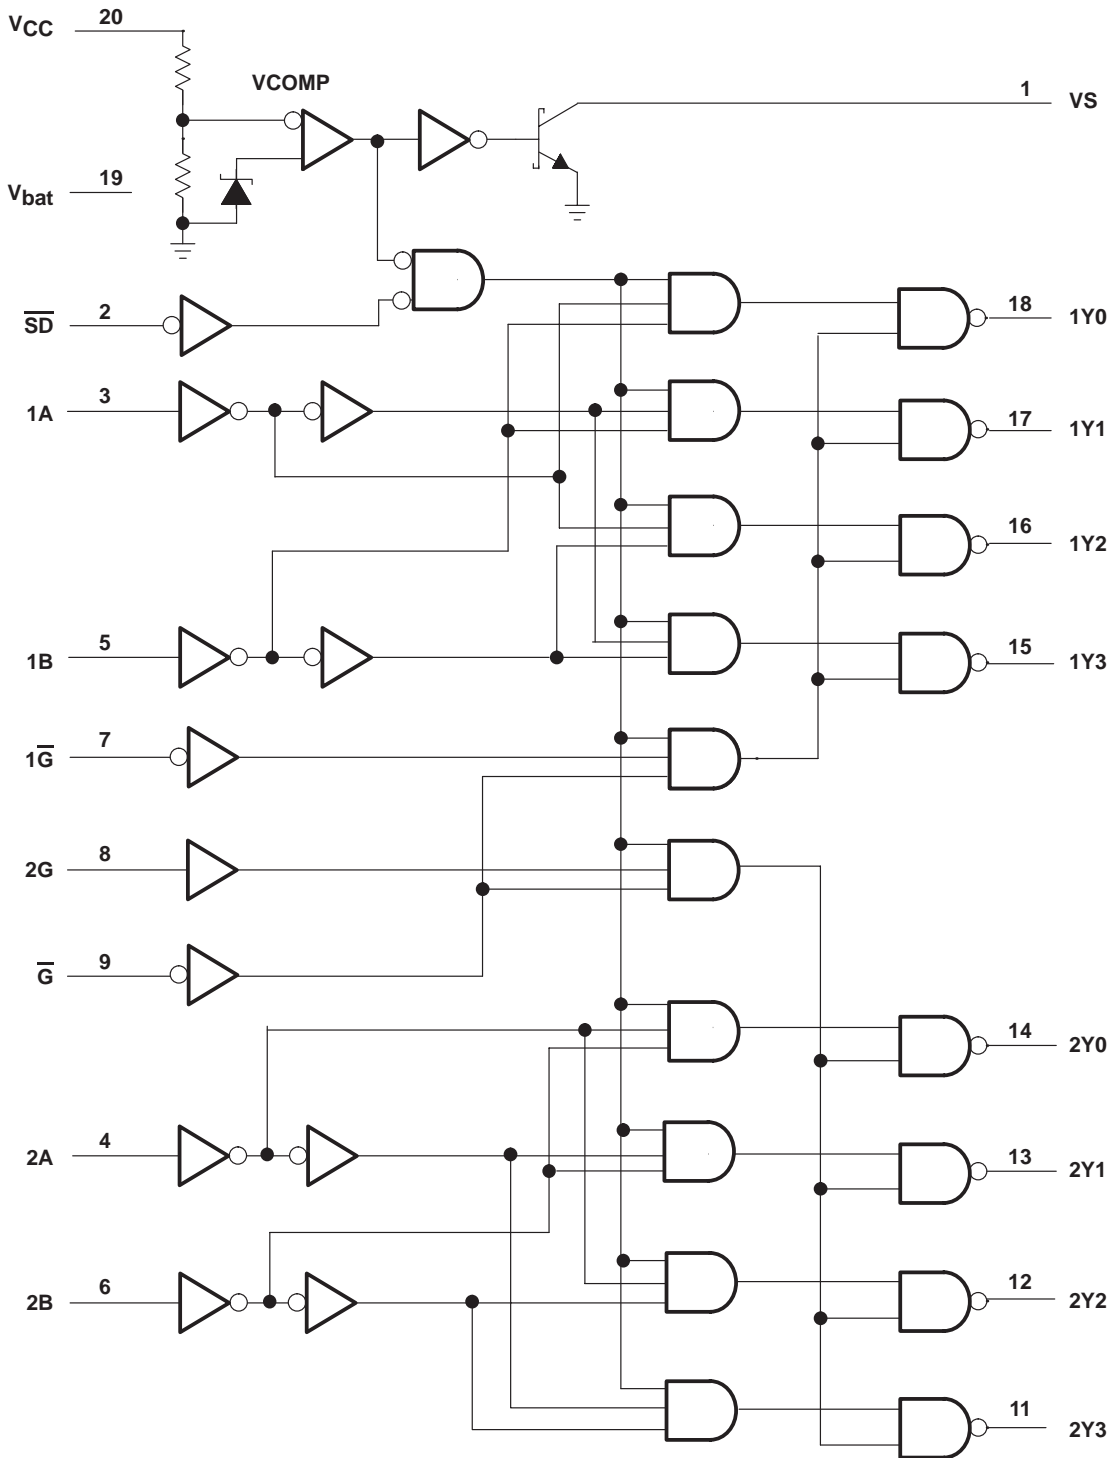 VCC 20
VCOMP
1 VS
Vbat 19
S̅D̅ 2
18 1Y0
1A 3
17 1Y1
16 1Y2
1B 5
15 1Y3
1G̅ 7
2G 8
G̅ 9
14 2Y0
2A 4
13 2Y1
2B 6
12 2Y2
11 2Y3